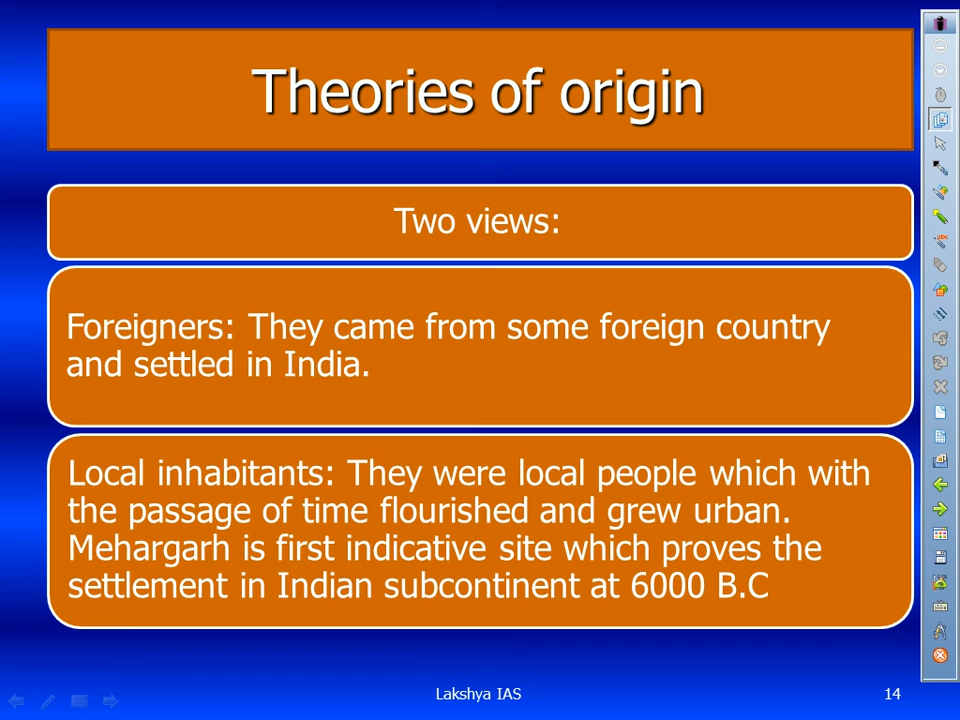 Theories of origin
Two views:
Foreigners: They came from some foreign country
and settled in India.
Local inhabitants: They were local people which with
the passage of time flourished and grew urban.
Mehargarh is first indicative site which proves the
settlement in Indian subcontinent at 6000 B.C
Lakshya IAS
14